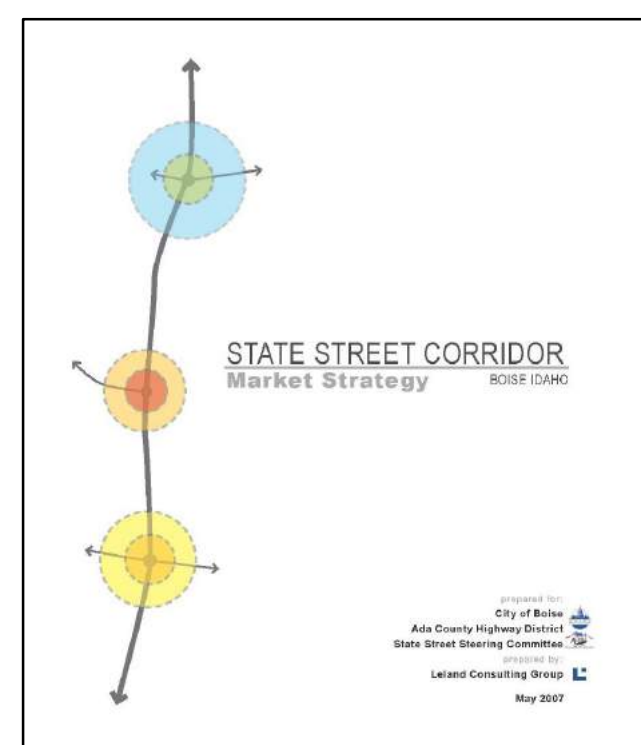 STATE STREET CORRIDOR
Market Strategy
BOISE IDAHO
prepared for:
City of Boise
Ada County Highway District
State Street Steering Committee
prepared by:
Leland Consulting Group
May 2007